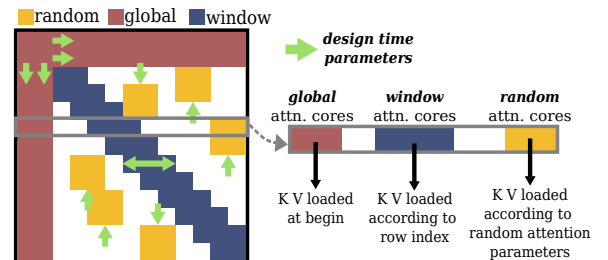 random global window
design time
parameters
global window random
attn. cores attn. cores attn. cores
K V loaded
at begin
K V loaded
according to
row index
K V loaded
according to
random attention
parameters